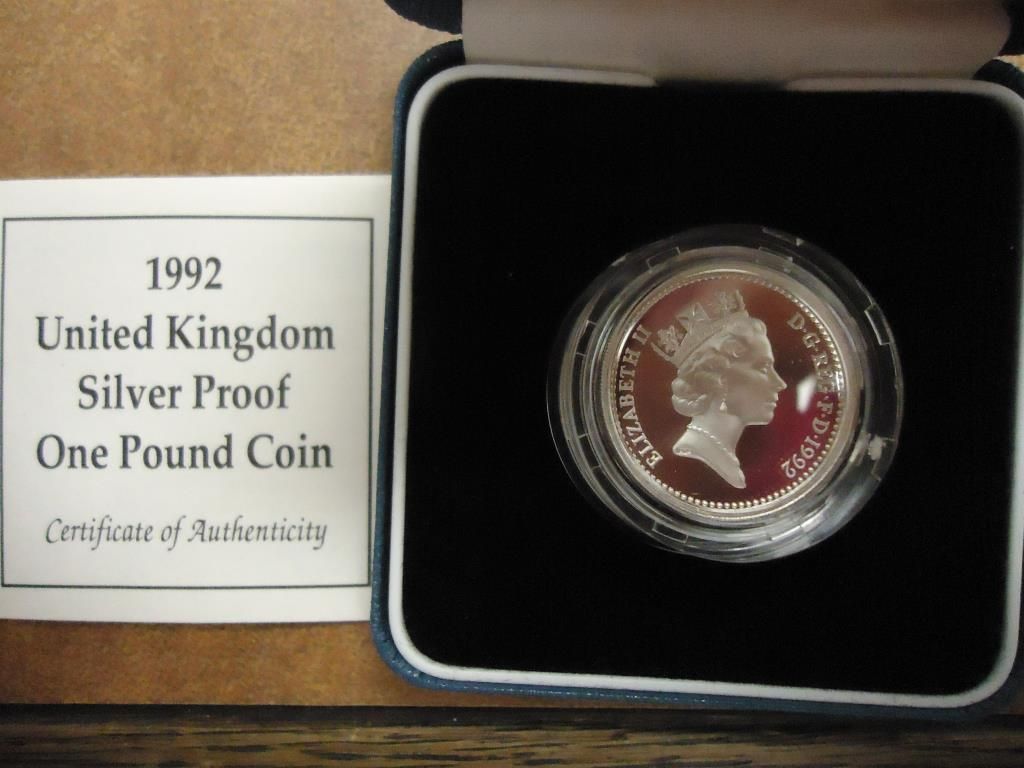 1992
United Kingdom
Silver Proof
One Pound Coin
Certificate of Authenticity
ELIZABETH II
D·G·REG·F·D·1992